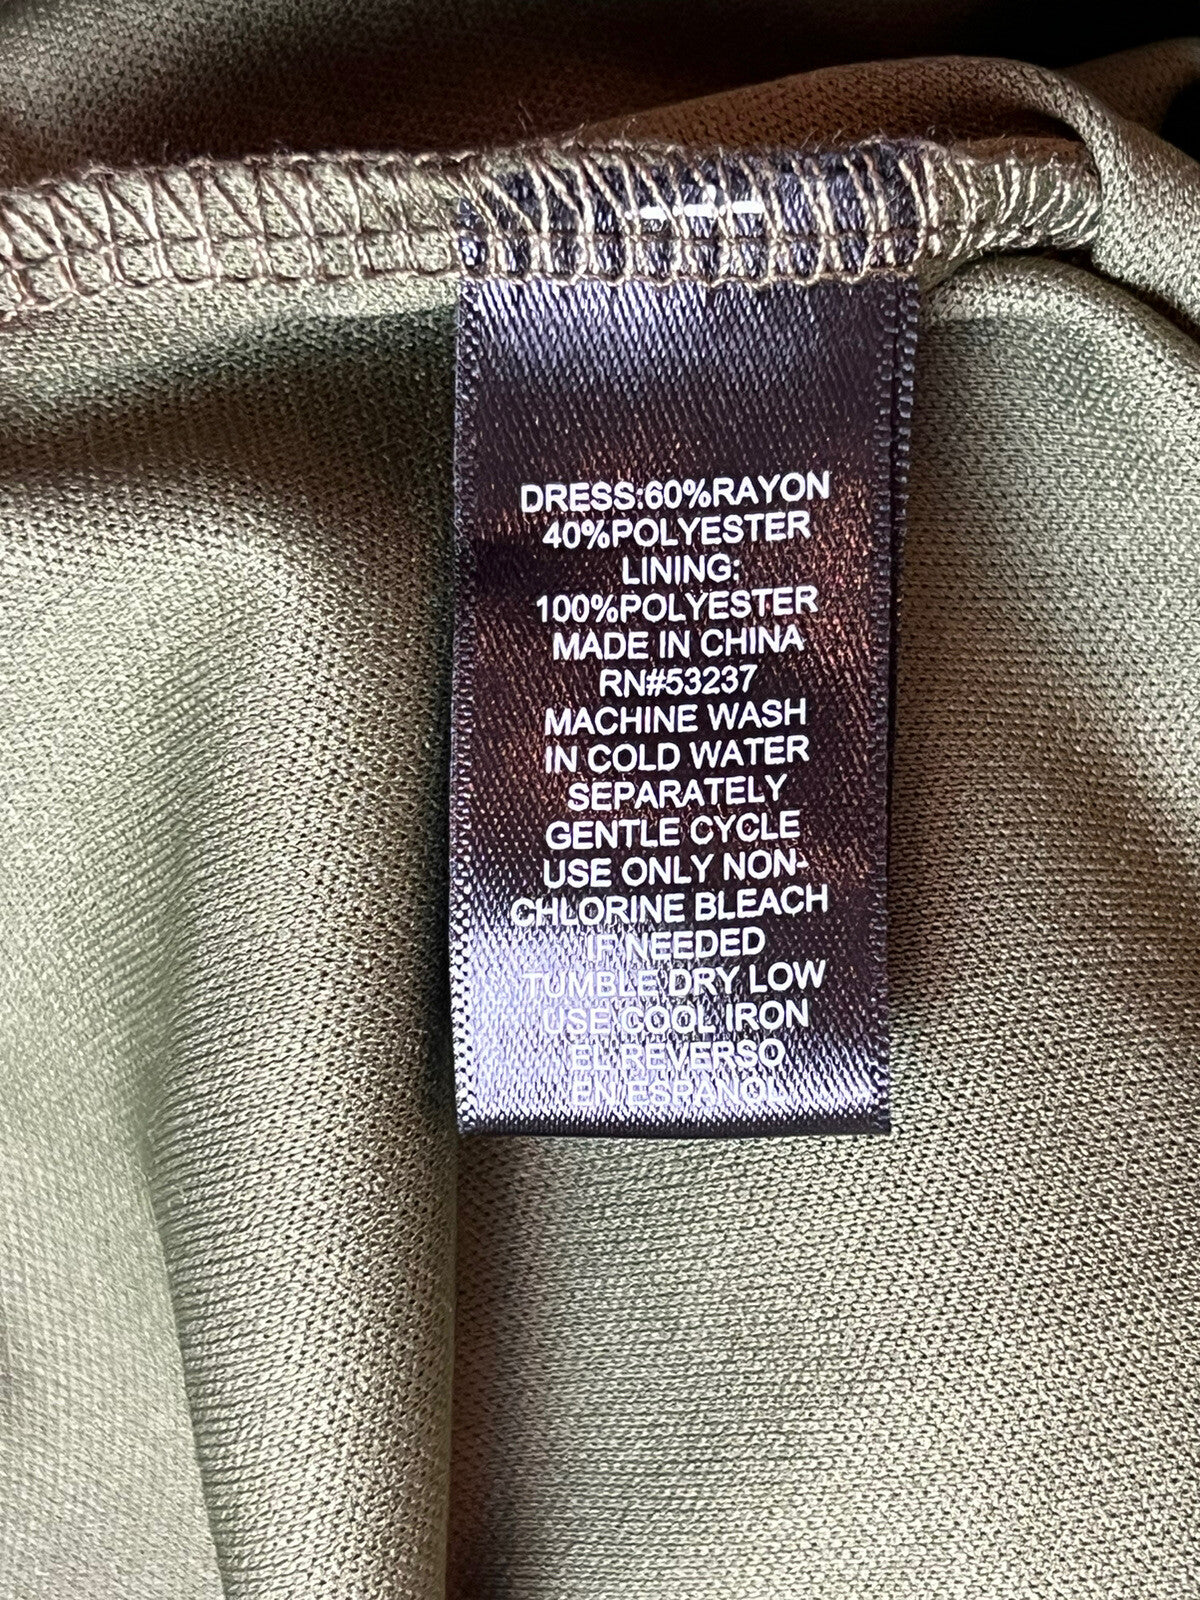 DRESS:60%RAYON
40%POLYESTER
LINING:
100%POLYESTER
MADE IN CHINA
RN#53237
MACHINE WASH
IN COLD WATER
SEPARATELY
GENTLE CYCLE
USE ONLY NON-
CHLORINE BLEACH
IF NEEDED
TUMBLE DRY LOW
USE COOL IRON
EL REVERSO
EN ESPANOL